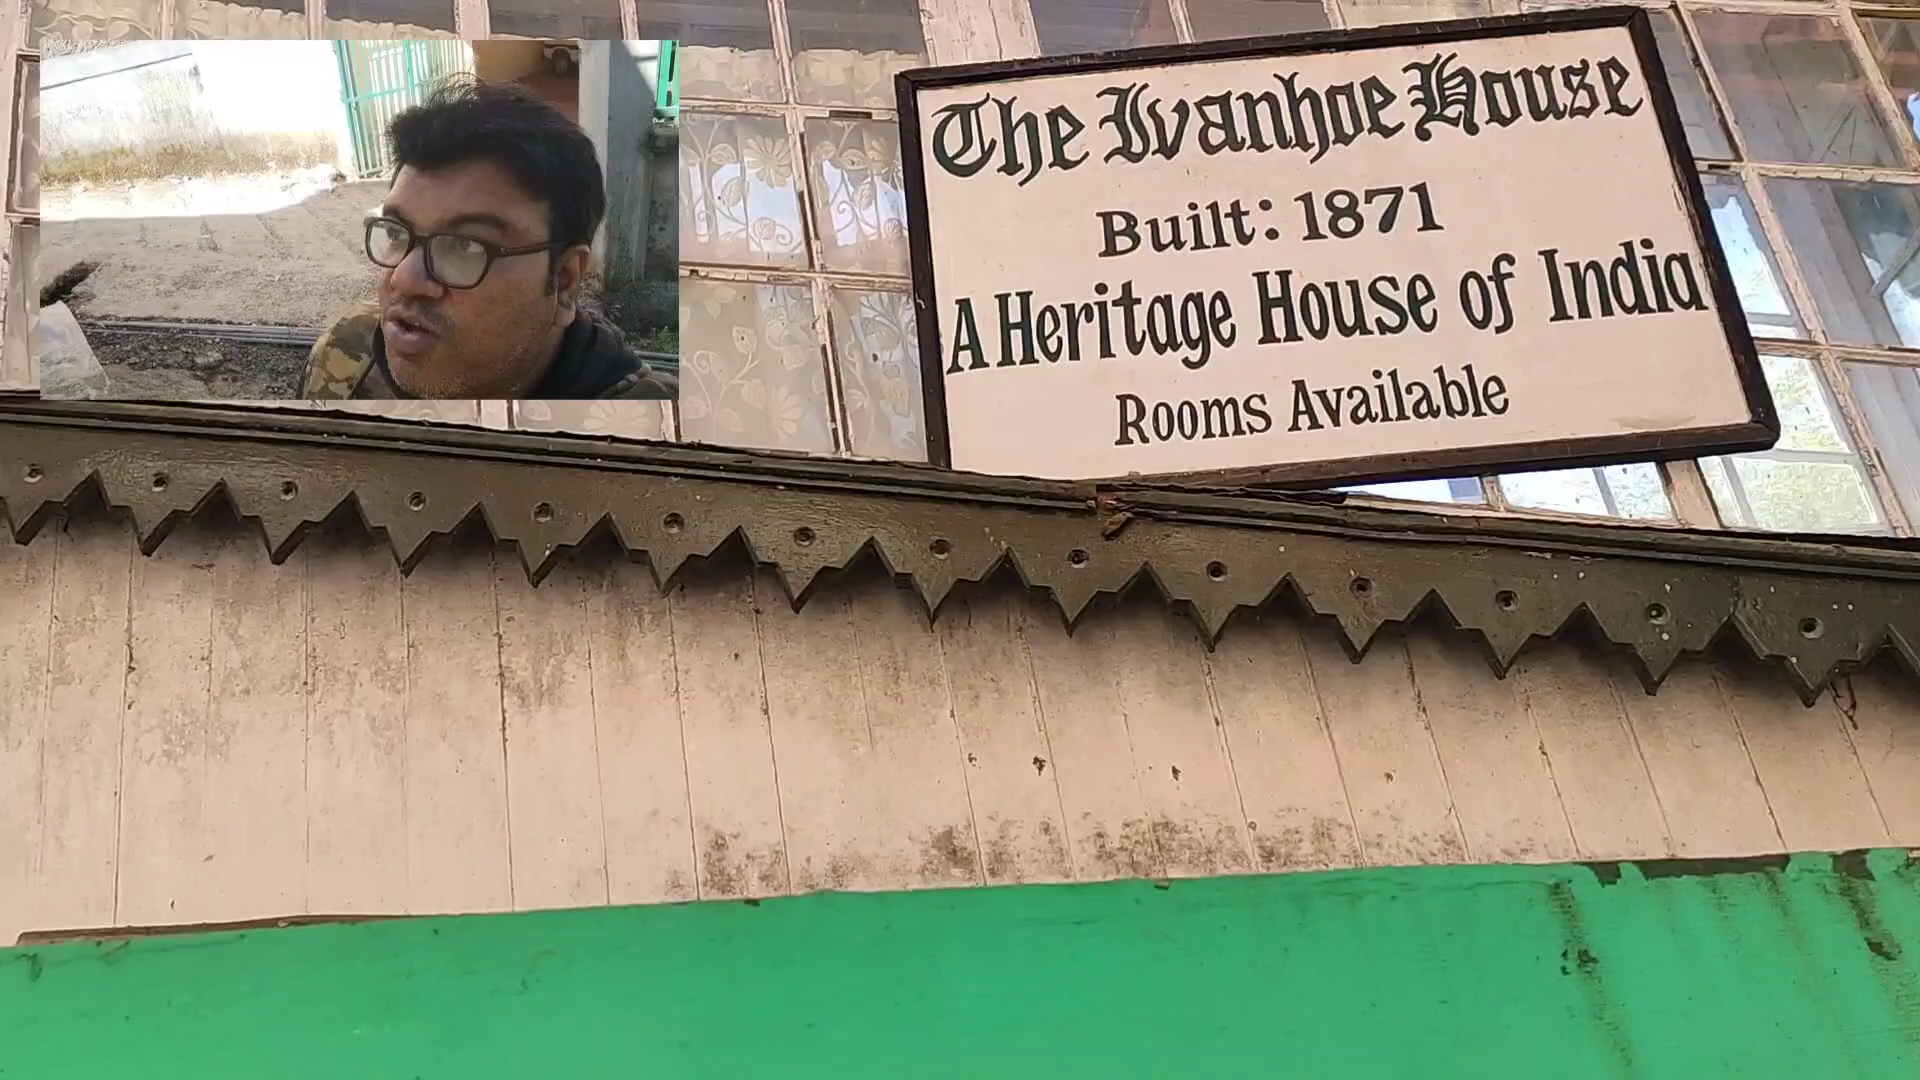 The Ivanhoe House
Built: 1871
A Heritage House of India
Rooms Available